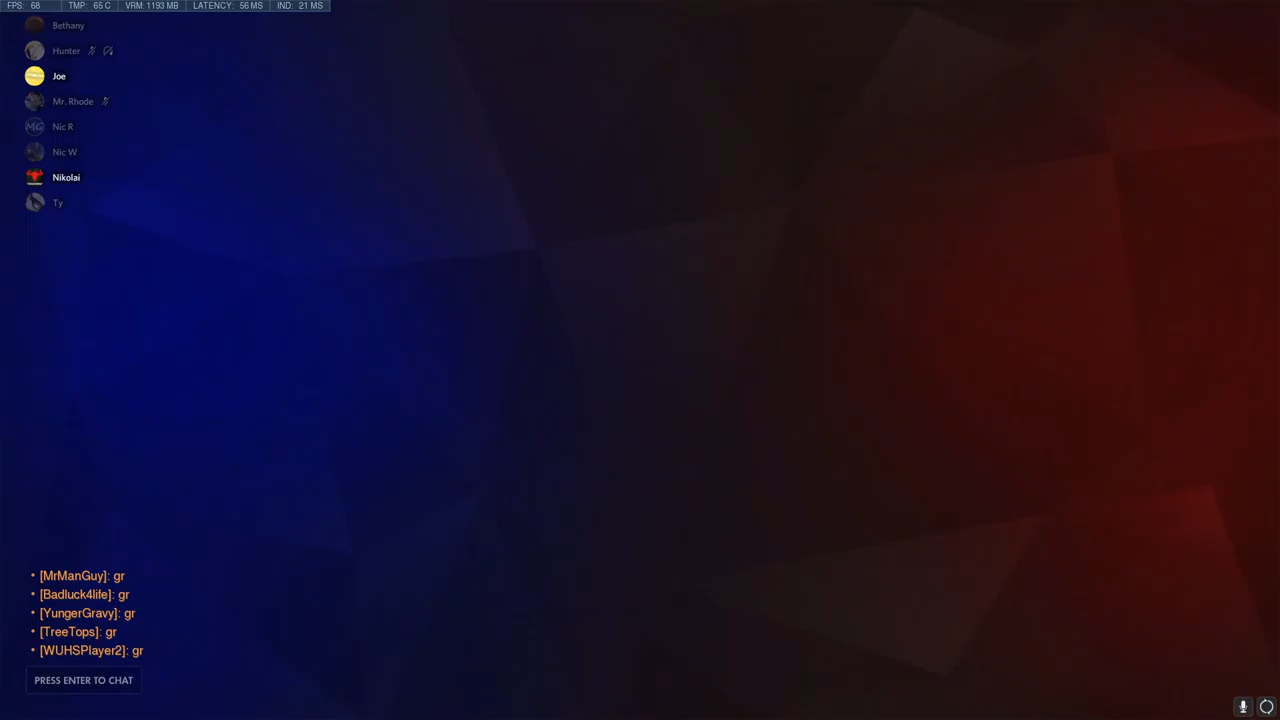 FPS: 68 TMP: 65 C VRM: 1193 MB LATENCY: 56 MS IND: 21 MS
Bethany
Hunter
Joe
Mr. Rhode
MG Nic R
Nic W
Nikolai
Ty
• [MrManGuy]: gr
• [Badluck4life]: gr
• [YungerGravy]: gr
• [TreeTops]: gr
• [WUHSPlayer2]: gr
PRESS ENTER TO CHAT